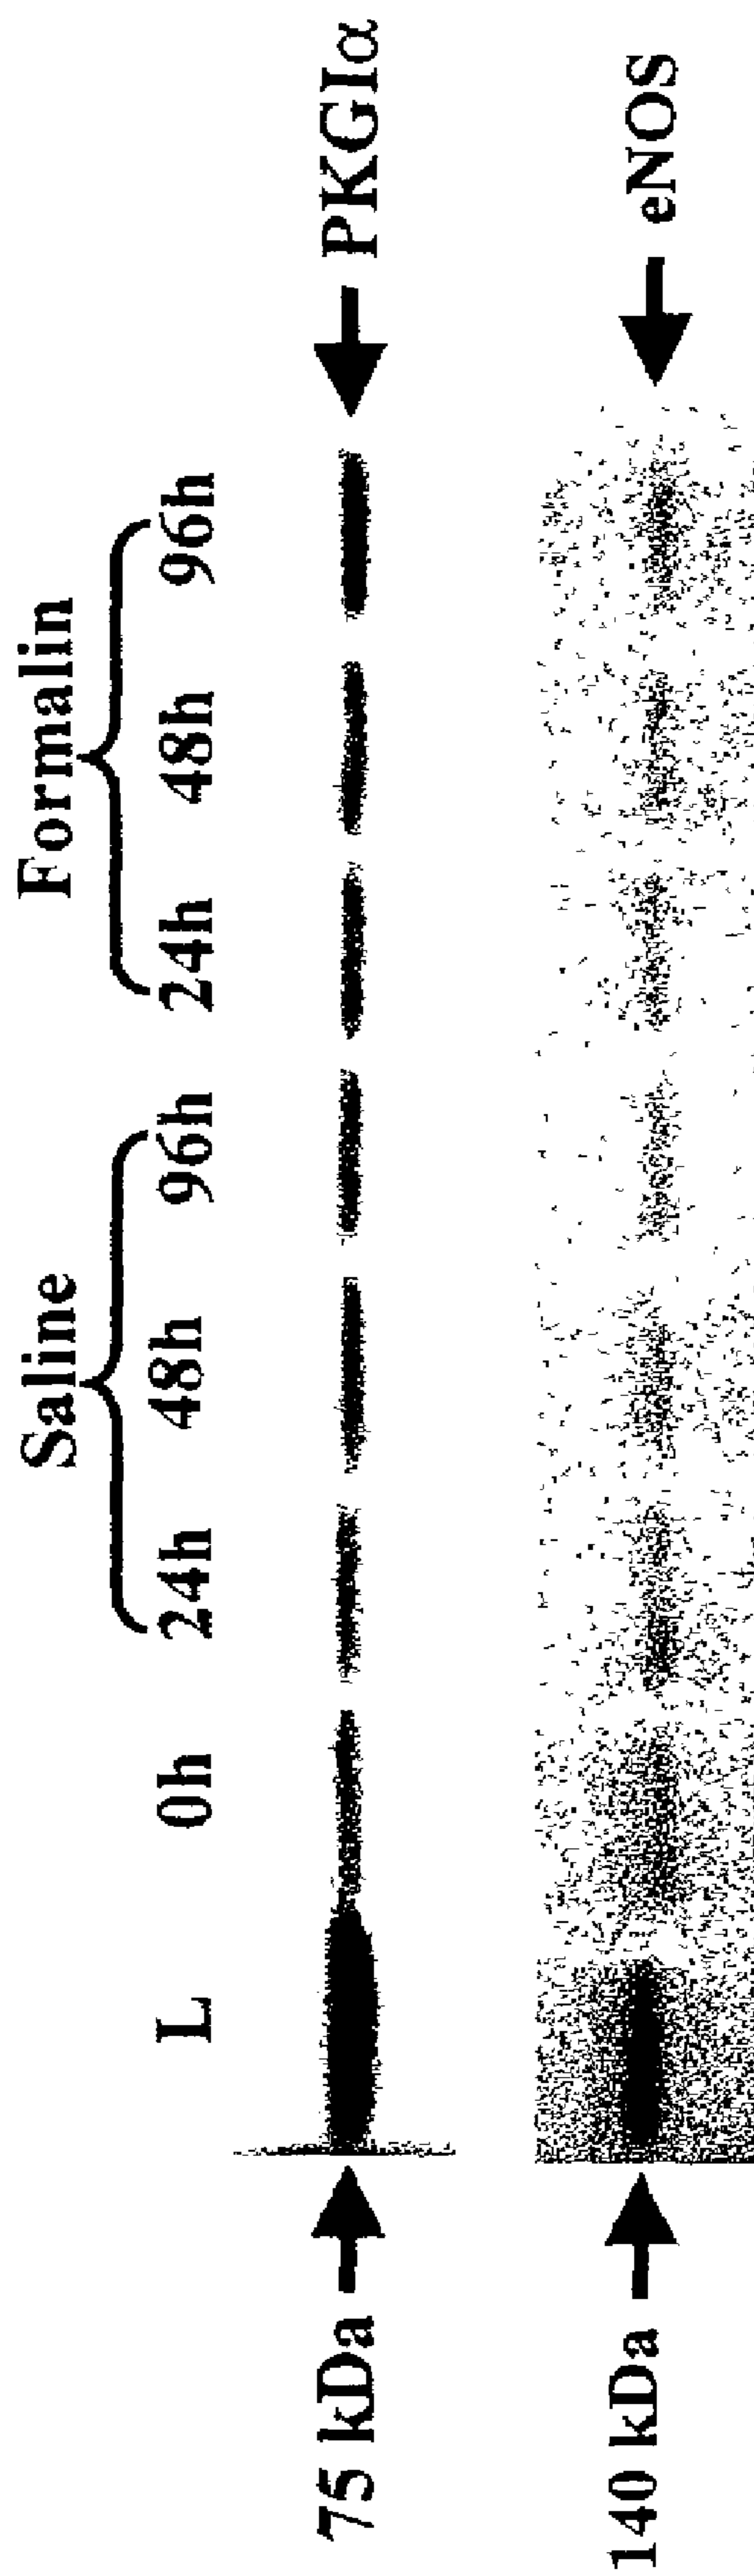 Saline Formalin
L 0h 24h 48h 96h 24h 48h 96h
75 kDa PKGIα
140 kDa eNOS